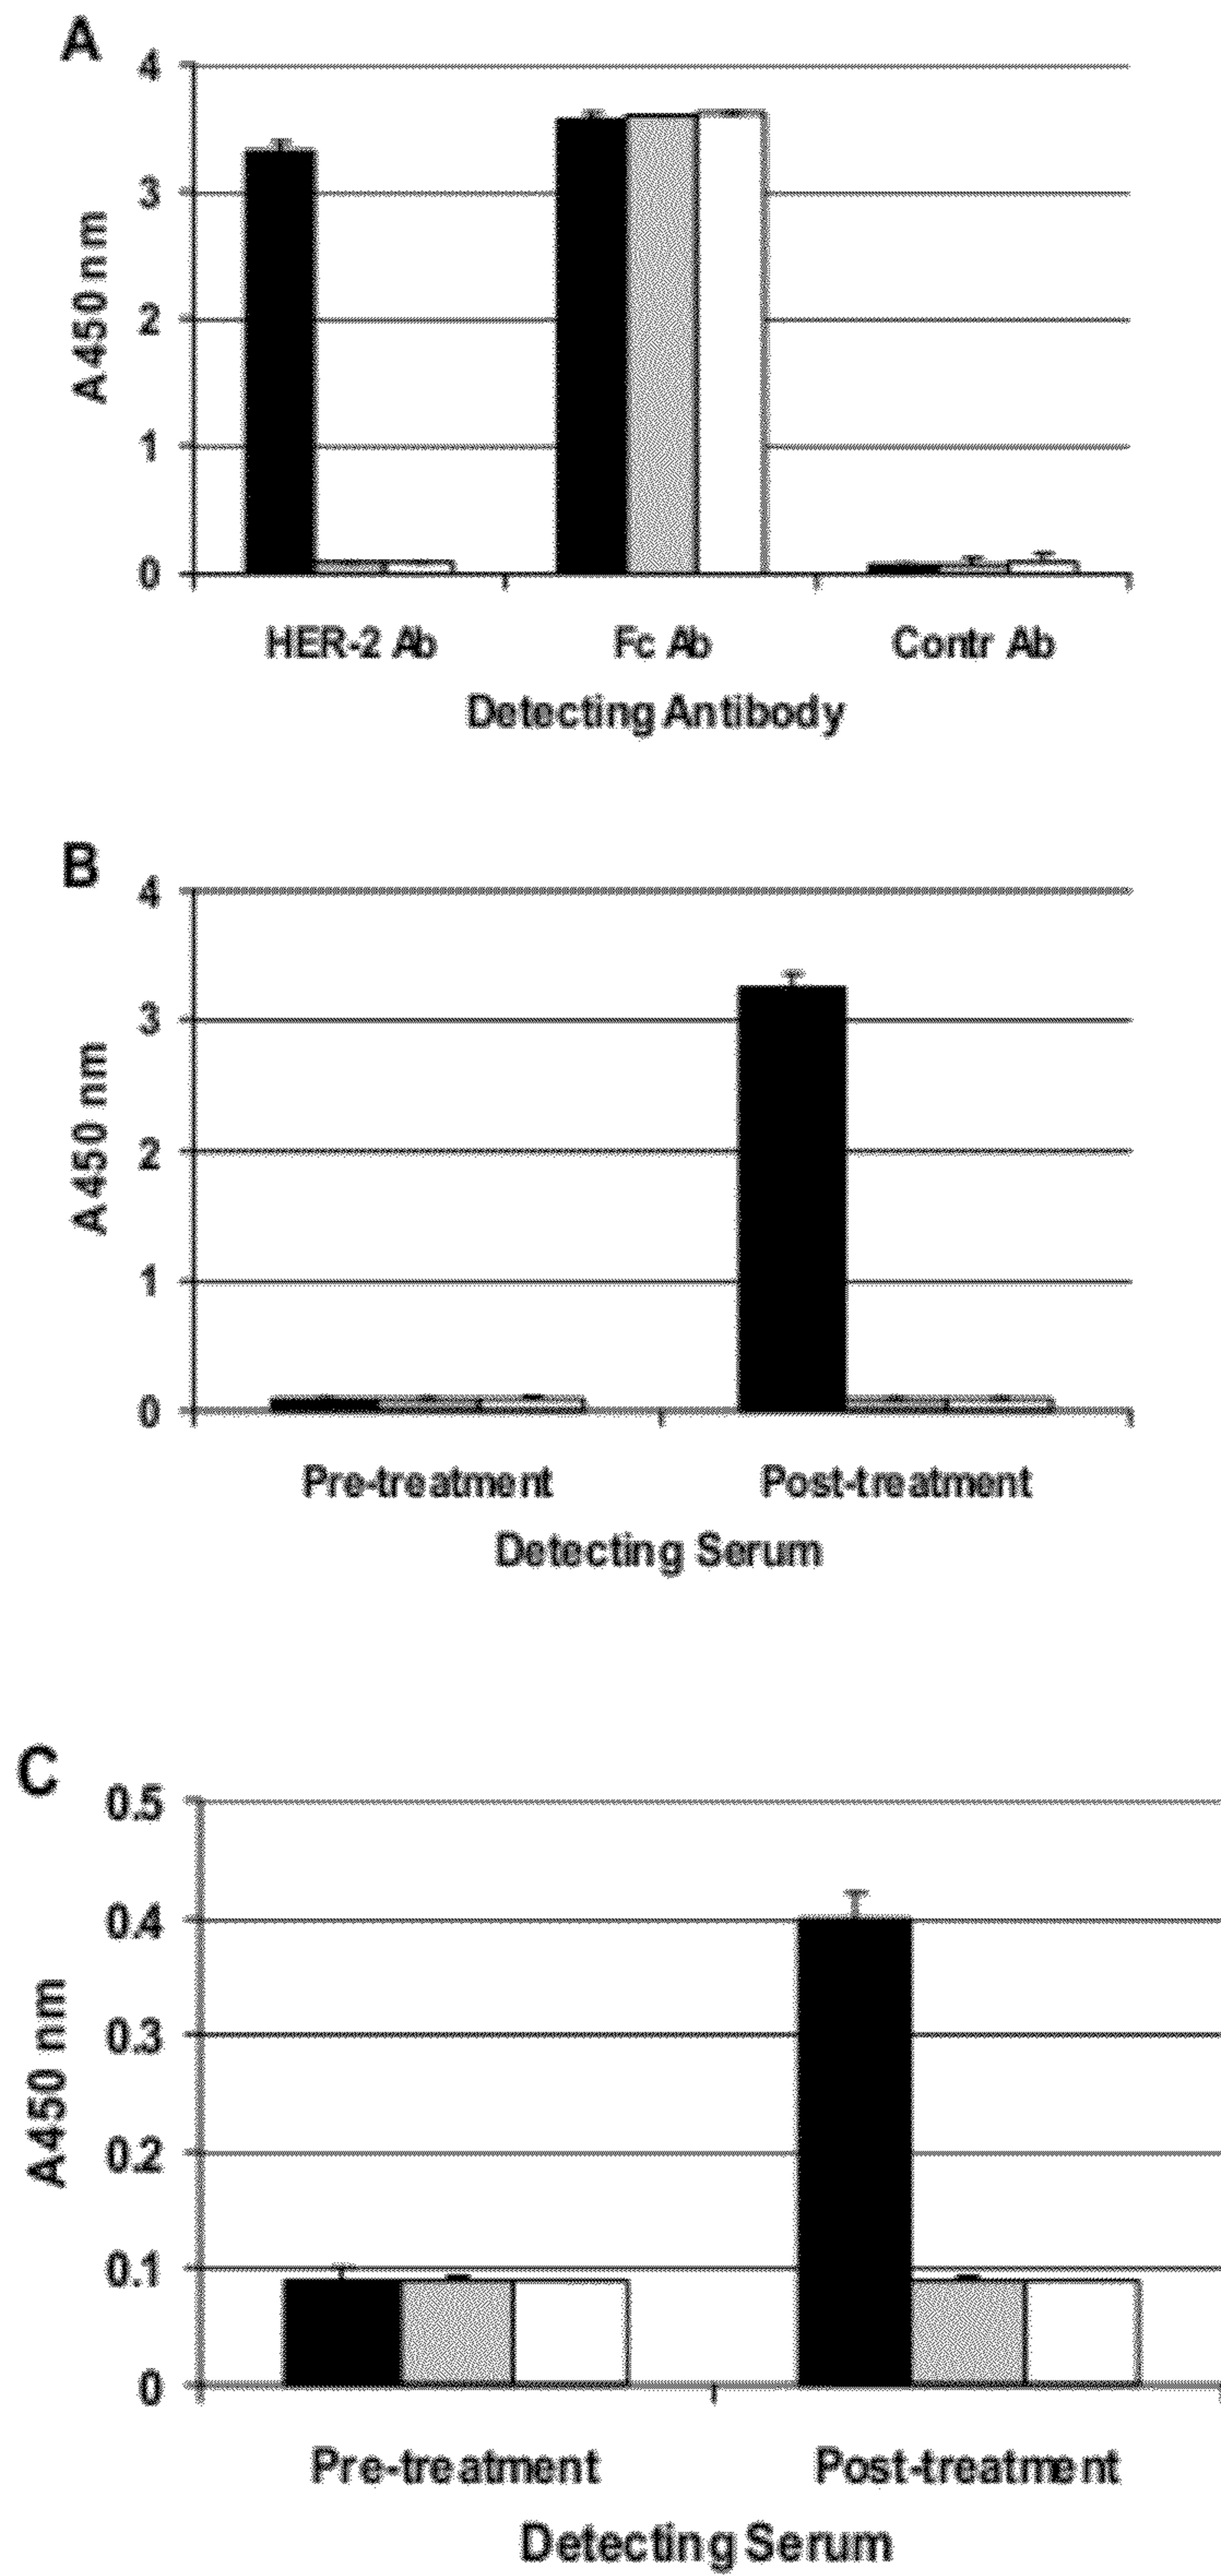 A
4
3
2
1
0
A450 nm
HER-2 Ab Fc Ab Contr Ab
Detecting Antibody
B
4
3
2
1
0
A450 nm
Pre-treatment Post-treatment
Detecting Serum
C
0.5
0.4
0.3
0.2
0.1
0
A450 nm
Pre-treatment Post-treatment
Detecting Serum